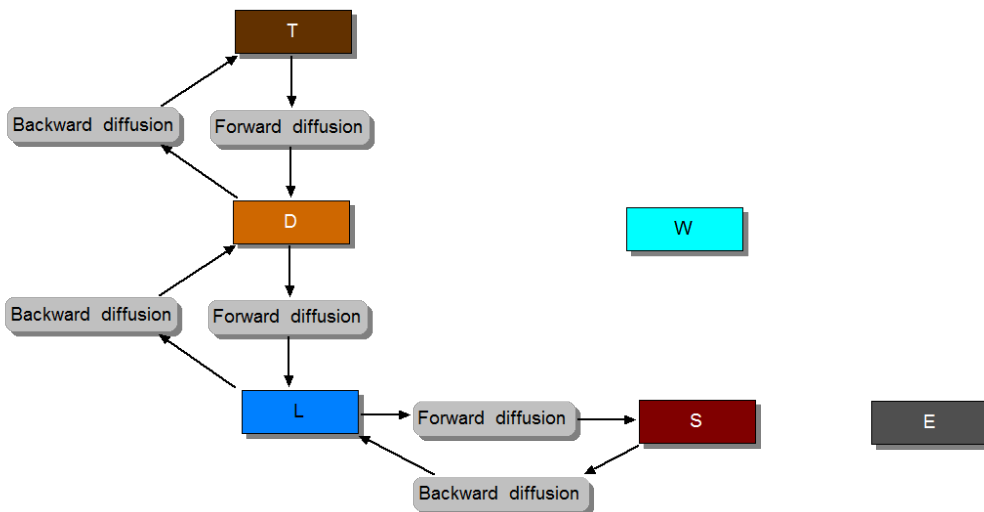 T
Backward diffusion
Forward diffusion
D
W
Backward diffusion
Forward diffusion
L
Forward diffusion
S
E
Backward diffusion